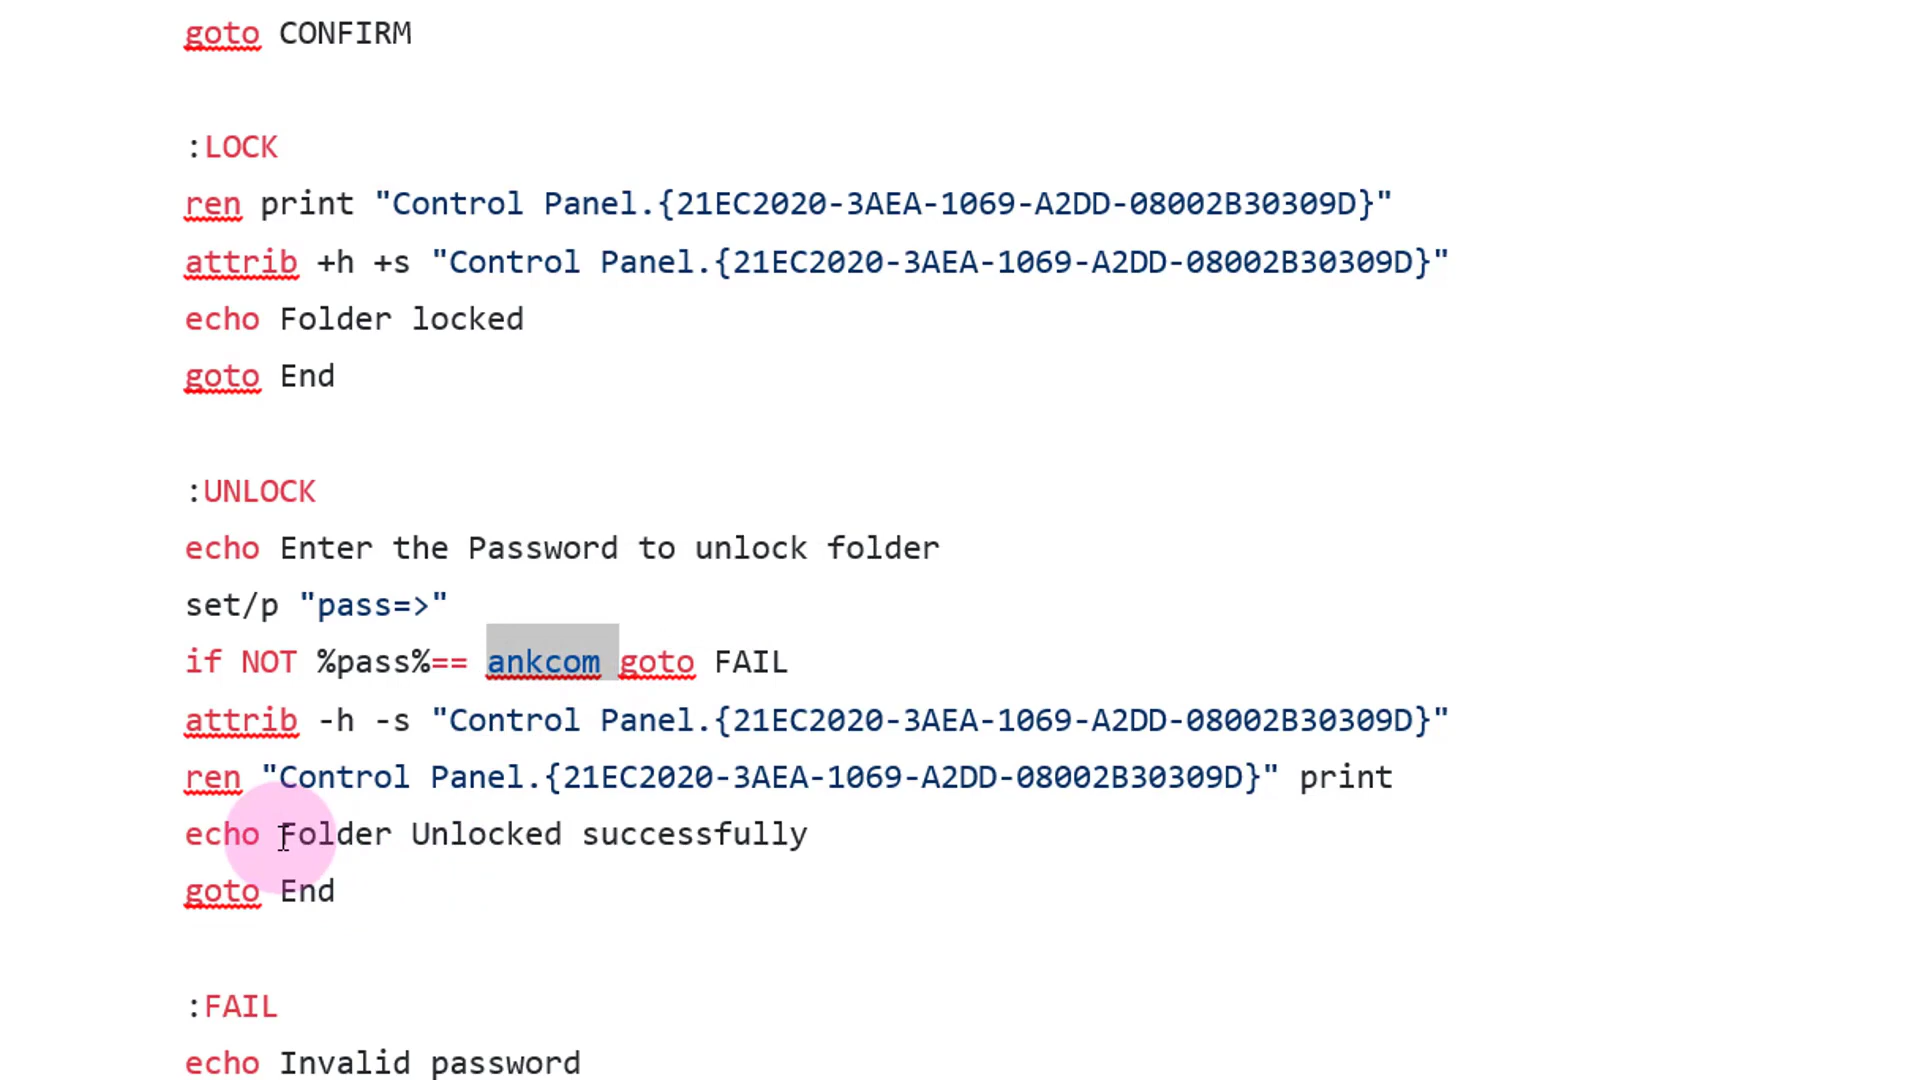 goto CONFIRM
:LOCK
ren print "Control Panel.{21EC2020-3AEA-1069-A2DD-08002B30309D}"
attrib +h +s "Control Panel.{21EC2020-3AEA-1069-A2DD-08002B30309D}"
echo Folder locked
goto End
:UNLOCK
echo Enter the Password to unlock folder
set/p "pass=>"
if NOT %pass%== ankcom goto FAIL
attrib -h -s "Control Panel.{21EC2020-3AEA-1069-A2DD-08002B30309D}"
ren "Control Panel.{21EC2020-3AEA-1069-A2DD-08002B30309D}" print
echo Folder Unlocked successfully
goto End
:FAIL
echo Invalid password